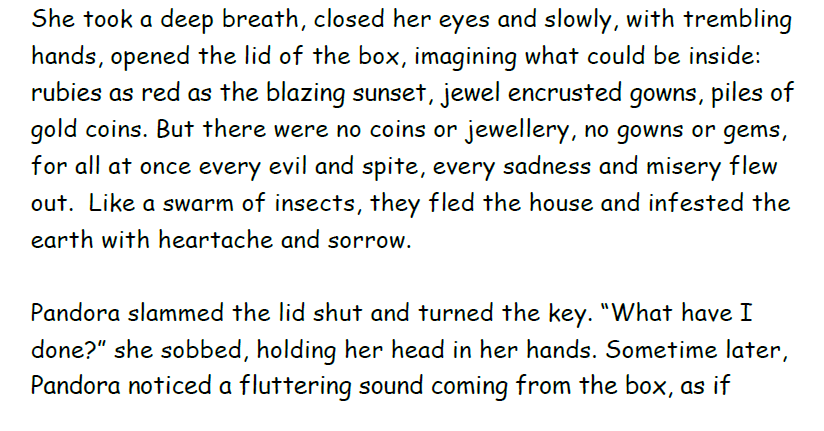 She took a deep breath, closed her eyes and slowly, with trembling
hands, opened the lid of the box, imagining what could be inside:
rubies as red as the blazing sunset, jewel encrusted gowns, piles of
gold coins. But there were no coins or jewellery, no gowns or gems,
for all at once every evil and spite, every sadness and misery flew
out.  Like a swarm of insects, they fled the house and infested the
earth with heartache and sorrow.
Pandora slammed the lid shut and turned the key. “What have I
done?” she sobbed, holding her head in her hands. Sometime later,
Pandora noticed a fluttering sound coming from the box, as if